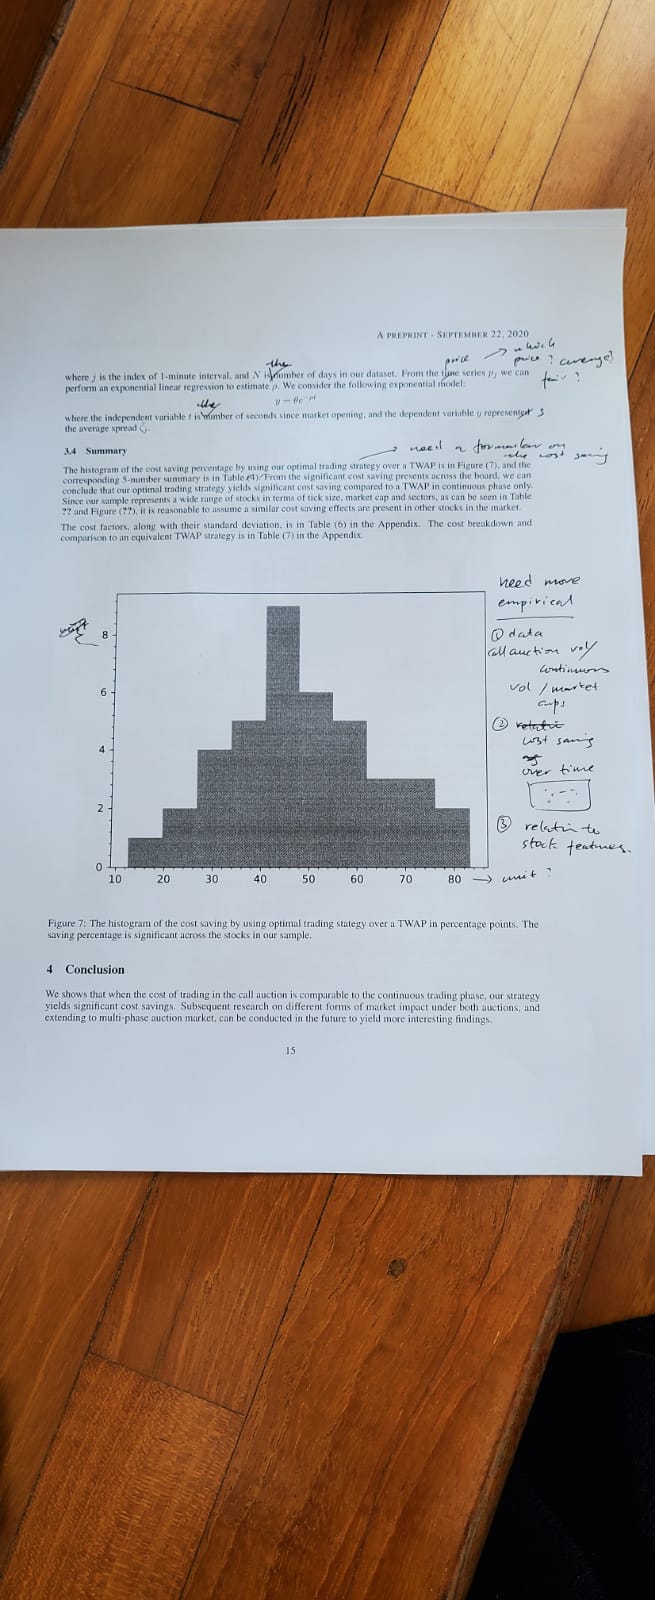 A PREPRINT - SEPTEMBER 22, 2020
which
price
price ? average?
fair ?
the
where j is the index of 1-minute interval, and N is number of days in our dataset. From the time series ρj we can
perform an exponential linear regression to estimate ρ. We consider the following exponential model:
y = θe^-ρt
the
where the independent variable t is number of seconds since market opening, and the dependent variable y represented s
the average spread
need a formular on
the cost saving
3.4 Summary
The histogram of the cost saving percentage by using our optimal trading strategy over a TWAP is in Figure (7), and the
corresponding 5-number summary is in Table (4). From the significant cost saving presents across the board, we can
conclude that our optimal trading strategy yields significant cost saving compared to a TWAP in continuous phase only.
Since our sample represents a wide range of stocks in terms of tick size, market cap and sectors, as can be seen in Table
?? and Figure (??), it is reasonable to assume a similar cost saving effects are present in other stocks in the market.
The cost factors, along with their standard deviation, is in Table (6) in the Appendix. The cost breakdown and
comparison to an equivalent TWAP strategy is in Table (7) in the Appendix.
need more
empirical
① data
call auction vol/
continuous
vol / market
caps
②
cost saving
over time
③ relation to
stock features.
8
6
4
2
0
10 20 30 40 50 60 70 80
unit ?
Figure 7: The histogram of the cost saving by using optimal trading stategy over a TWAP in percentage points. The
saving percentage is significant across the stocks in our sample.
4 Conclusion
We shows that when the cost of trading in the call auction is comparable to the continuous trading phase, our strategy
yields significant cost savings. Subsequent research on different forms of market impact under both auctions, and
extending to multi-phase auction market, can be conducted in the future to yield more interesting findings.
15